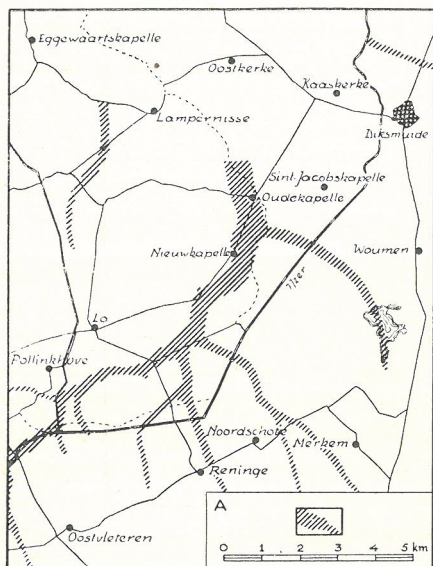 Eggewaartskapelle
Oostkerke
Kaaskerke
Lampernisse
Diksmuide
Sint-Jacobskapelle
Oudekapelle
Nieuwkapelle
Woumen
IJzer
Lo
Pollinkhove
Noordschote
Merkem
Reninge
Oostvleteren
A
0 1 2 3 4 5 km